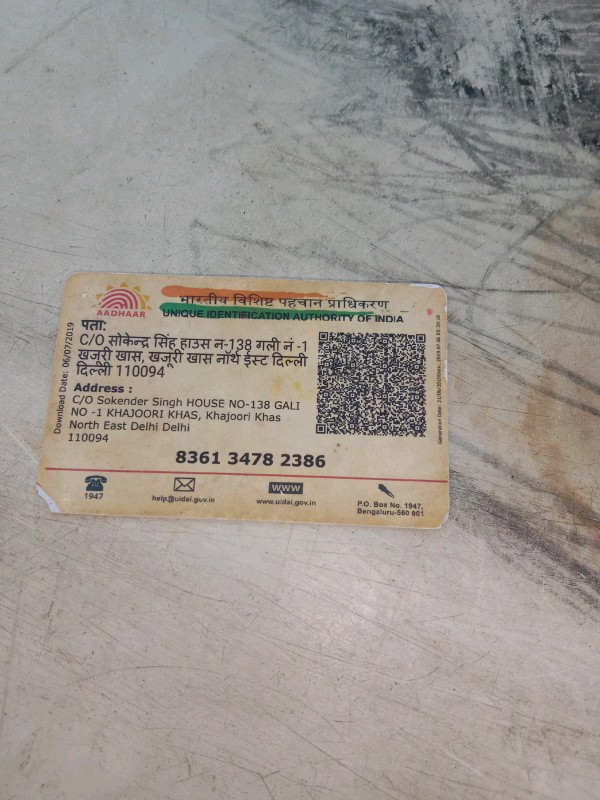 भारतीय विशिष्ट पहचान प्राधिकरण
UNIQUE IDENTIFICATION AUTHORITY OF INDIA
AADHAAR
पता:
C/O सोकेन्द्र सिंह हाउस न-138 गली नं -1
खजूरी खास, खजूरी खास नॉर्थ ईस्ट दिल्ली
दिल्ली 110094
Address :
C/O Sokender Singh HOUSE NO-138 GALI
NO -1 KHAJOORI KHAS, Khajoori Khas
North East Delhi Delhi
110094
Download Date: 06/07/2019
8361 3478 2386
1947
help@uidai.gov.in
WWW
www.uidai.gov.in
P.O. Box No. 1947,
Bengaluru-560 001